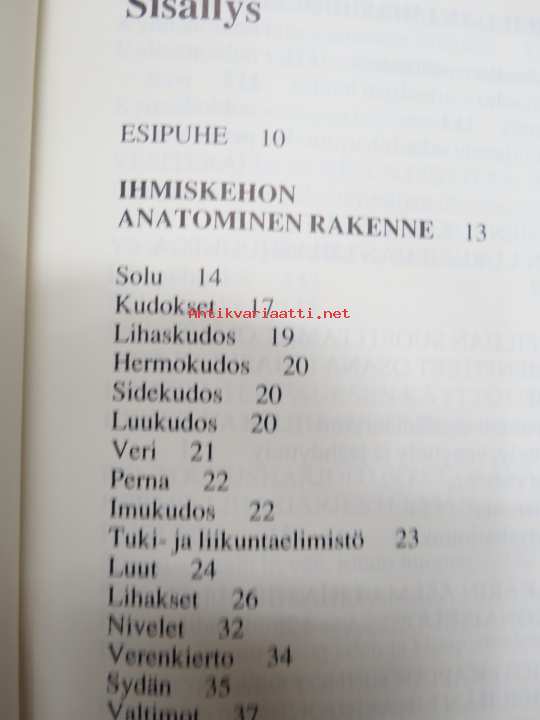 Sisällys
ESIPUHE 10
IHMISKEHON
ANATOMINEN RAKENNE 13
Solu 14
Kudokset 17
Antikvariaatti.net
Lihaskudos 19
Hermokudos 20
Sidekudos 20
Luukudos 20
Veri 21
Perna 22
Imukudos 22
Tuki- ja liikuntaelimistö 23
Luut 24
Lihakset 26
Nivelet 32
Verenkierto 34
Sydän 35
Valtimot 37